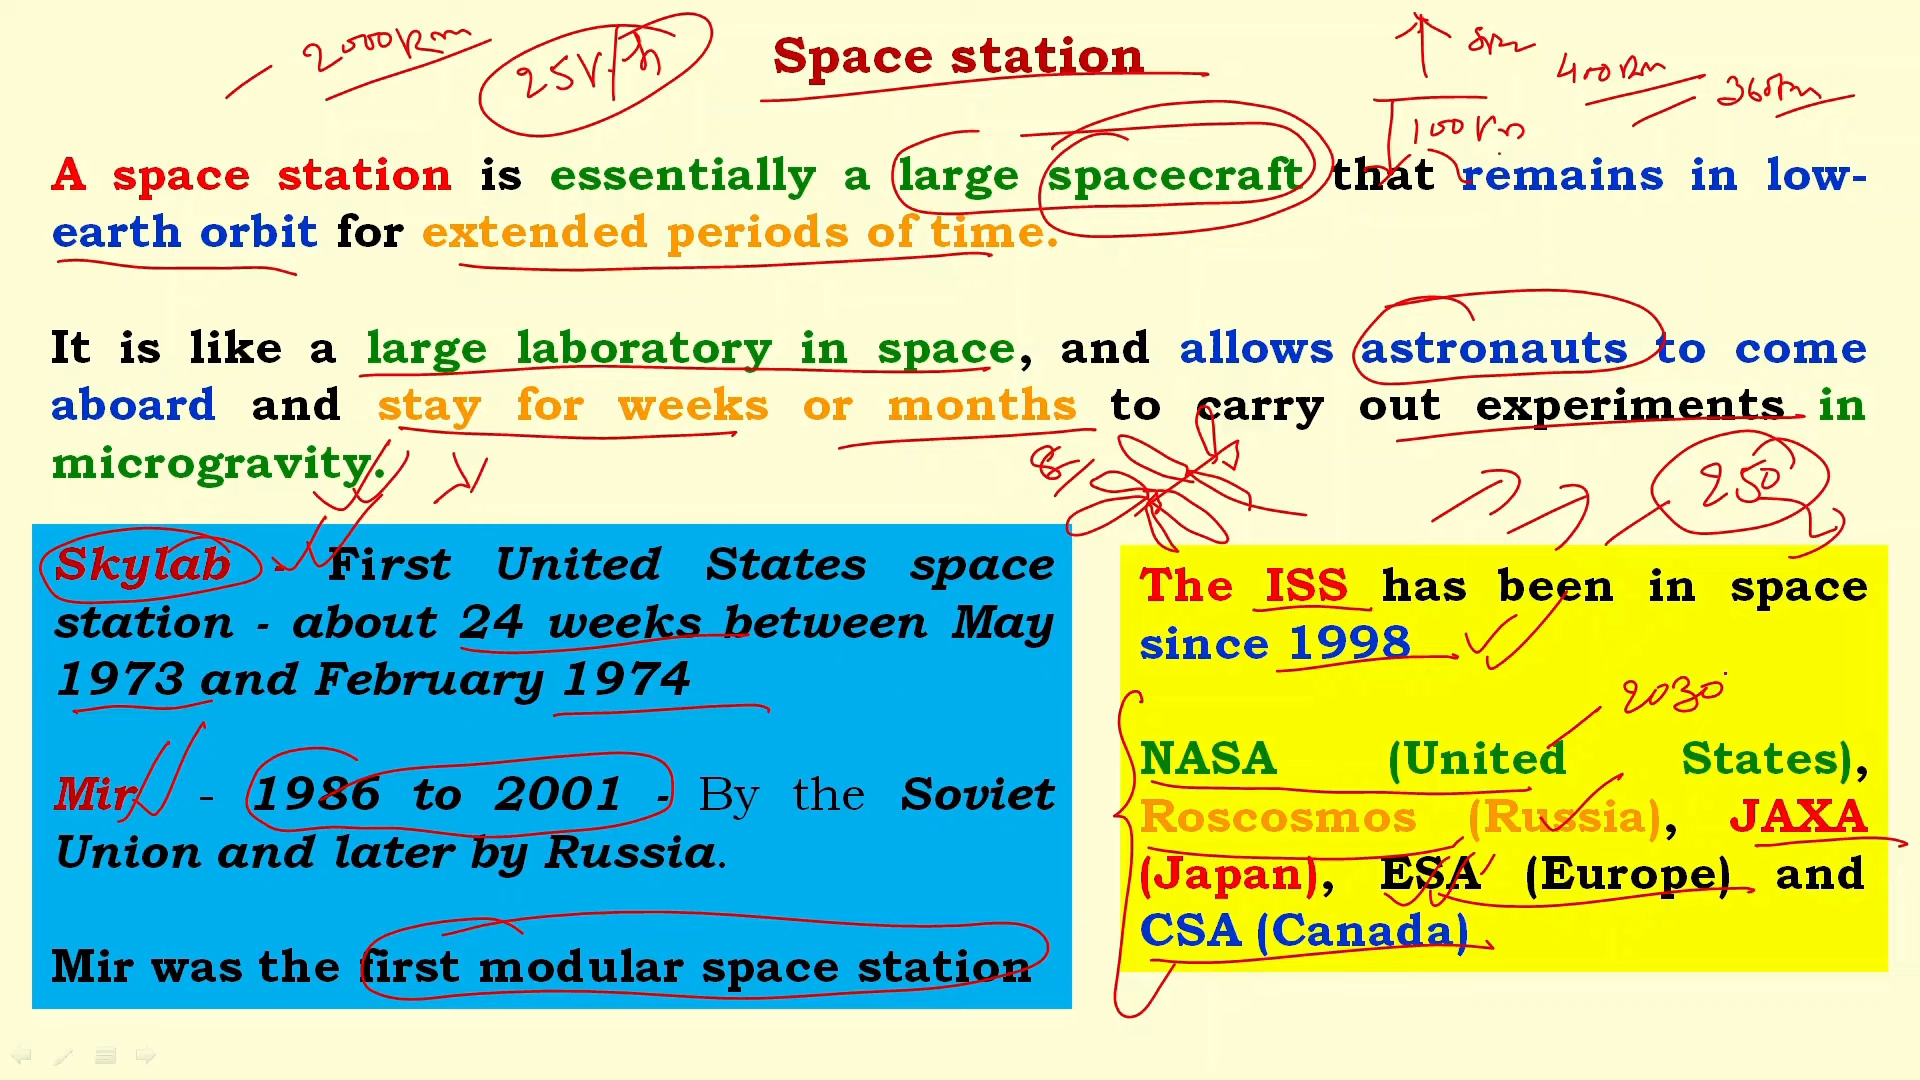 2000km
Space station
400km
360km
100km
A space station is essentially a large spacecraft that remains in low-
earth orbit for extended periods of time.
It is like a large laboratory in space, and allows astronauts to come
aboard and stay for weeks or months to carry out experiments in
microgravity.
250
Skylab - First United States space
station - about 24 weeks between May
1973 and February 1974
Mir - 1986 to 2001 - By the Soviet
Union and later by Russia.
Mir was the first modular space station
The ISS has been in space
since 1998
2030
NASA (United States),
Roscosmos (Russia), JAXA
(Japan), ESA (Europe) and
CSA (Canada)